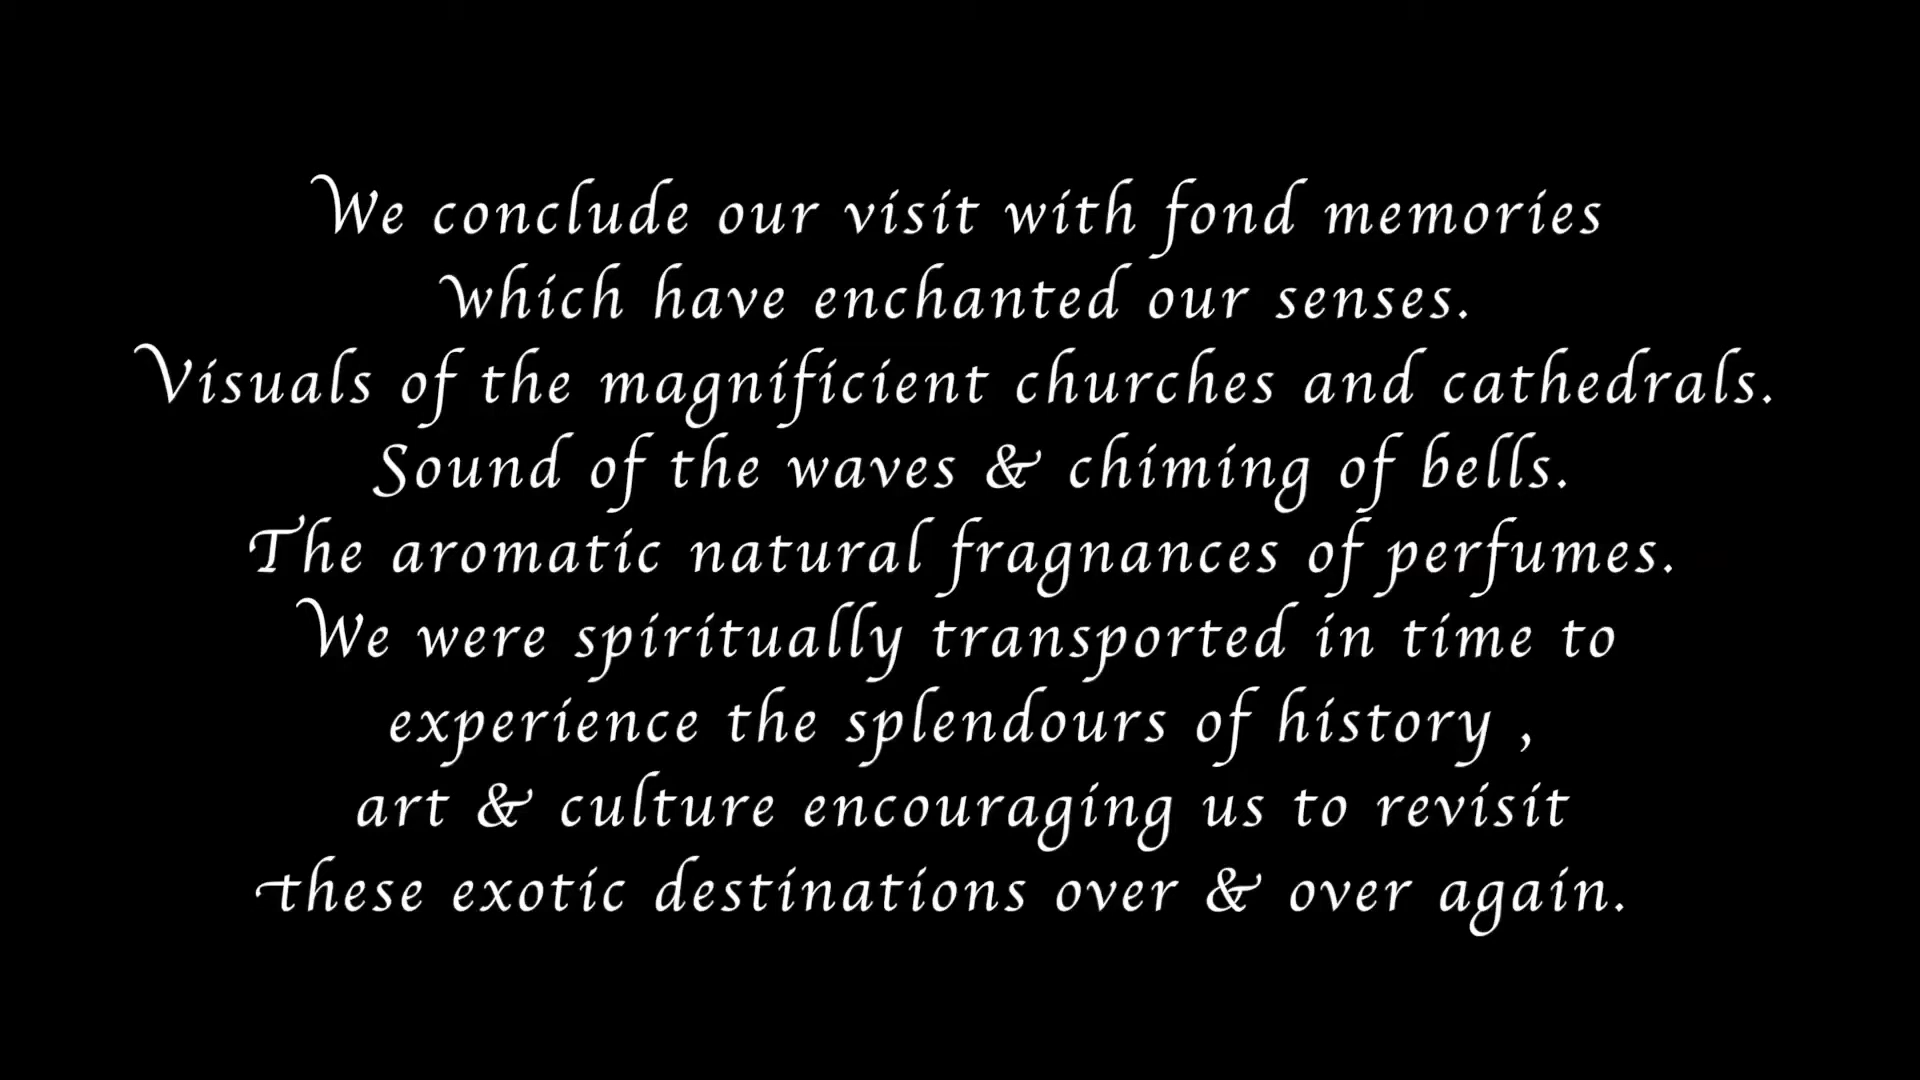 We conclude our visit with fond memories
which have enchanted our senses.
Visuals of the magnificient churches and cathedrals.
Sound of the waves & chiming of bells.
The aromatic natural fragnances of perfumes.
We were spiritually transported in time to
experience the splendours of history ,
art & culture encouraging us to revisit
these exotic destinations over & over again.